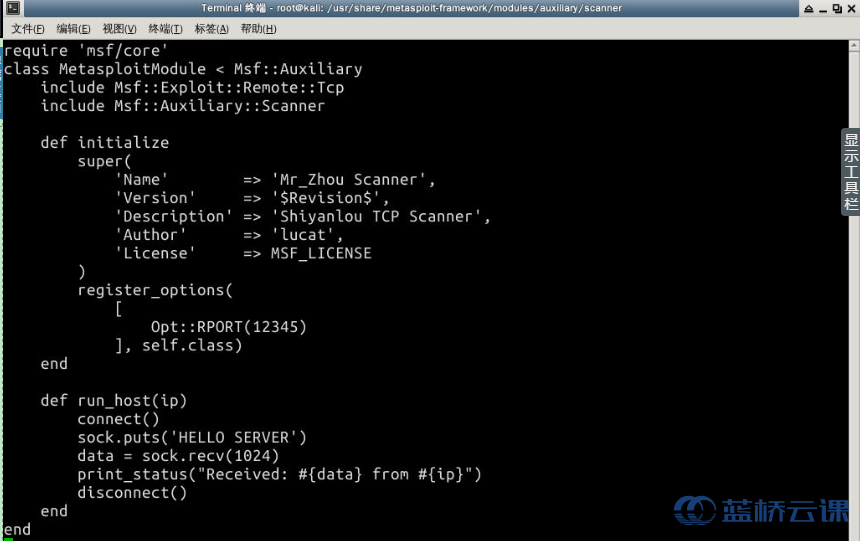 Terminal 终端 - root@kali: /usr/share/metasploit-framework/modules/auxiliary/scanner
文件(F) 编辑(E) 视图(V) 终端(T) 标签(A) 帮助(H)
require 'msf/core'
class MetasploitModule < Msf::Auxiliary
    include Msf::Exploit::Remote::Tcp
    include Msf::Auxiliary::Scanner

    def initialize
        super(
            'Name'        => 'Mr_Zhou Scanner',
            'Version'     => '$Revision$',
            'Description' => 'Shiyanlou TCP Scanner',
            'Author'      => 'lucat',
            'License'     => MSF_LICENSE
        )
        register_options(
            [
                Opt::RPORT(12345)
            ], self.class)
    end

    def run_host(ip)
        connect()
        sock.puts('HELLO SERVER')
        data = sock.recv(1024)
        print_status("Received: #{data} from #{ip}")
        disconnect()
    end
end
显示工具栏
蓝桥云课